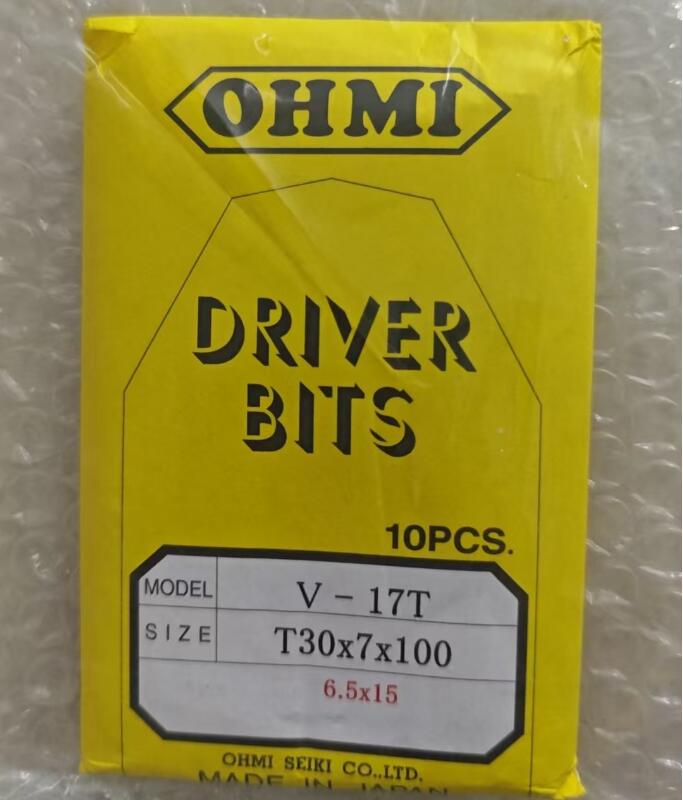 OHMI
DRIVER
BITS
10PCS.
MODEL V-17T
SIZE T30x7x100
6.5x15
OHMI SEIKI CO.,LTD.
MADE IN JAPAN